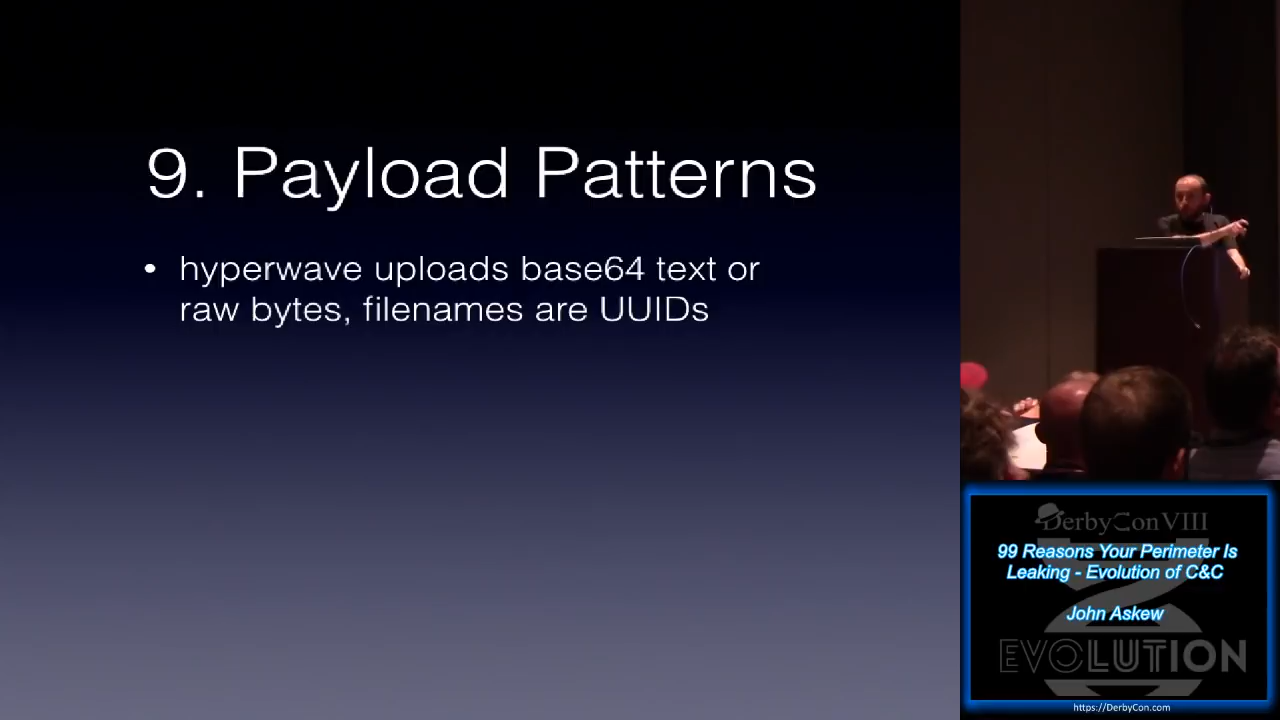 9. Payload Patterns
• hyperwave uploads base64 text or
raw bytes, filenames are UUIDs
DerbyCon VIII
99 Reasons Your Perimeter Is
Leaking - Evolution of C&C
John Askew
EVOLUTION
https://DerbyCon.com